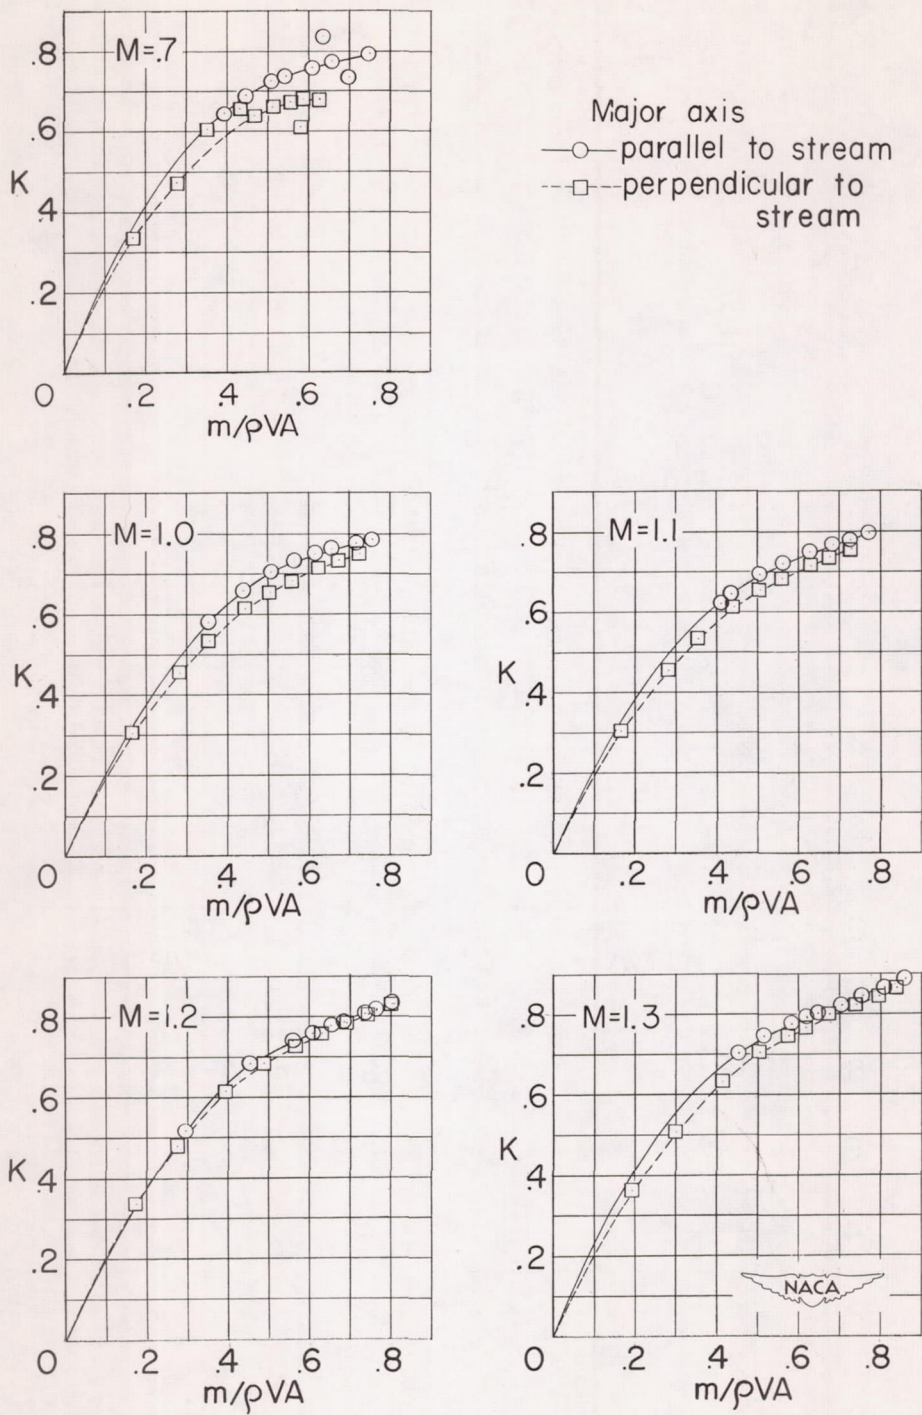 M=.7
.8
.6
K
.4
.2
0 .2 .4 .6 .8
m/ρVA
Major axis
parallel to stream
perpendicular to
stream
M=1.0
.8
.6
K
.4
.2
0 .2 .4 .6 .8
m/ρVA
M=1.1
.8
.6
K
.4
.2
0 .2 .4 .6 .8
m/ρVA
M=1.2
.8
.6
K
.4
.2
0 .2 .4 .6 .8
m/ρVA
M=1.3
.8
.6
K
.4
.2
NACA
0 .2 .4 .6 .8
m/ρVA